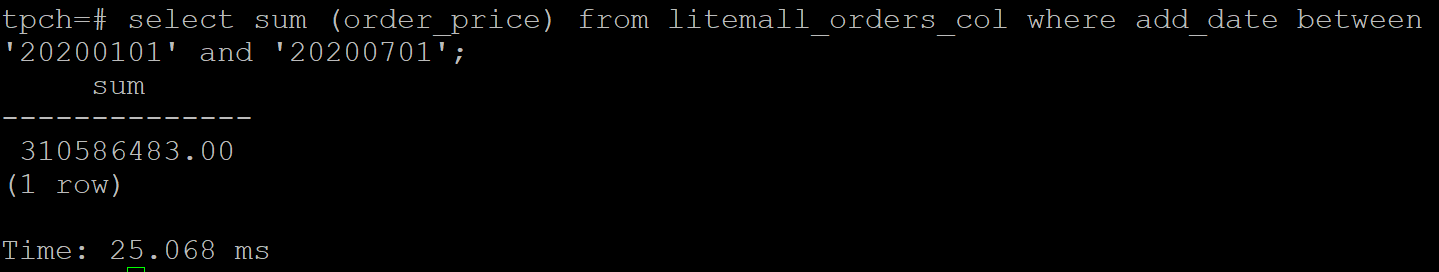 tpch=# select sum (order_price) from litemall_orders_col where add_date between
'20200101' and '20200701';
     sum
--------------
 310586483.00
(1 row)

Time: 25.068 ms